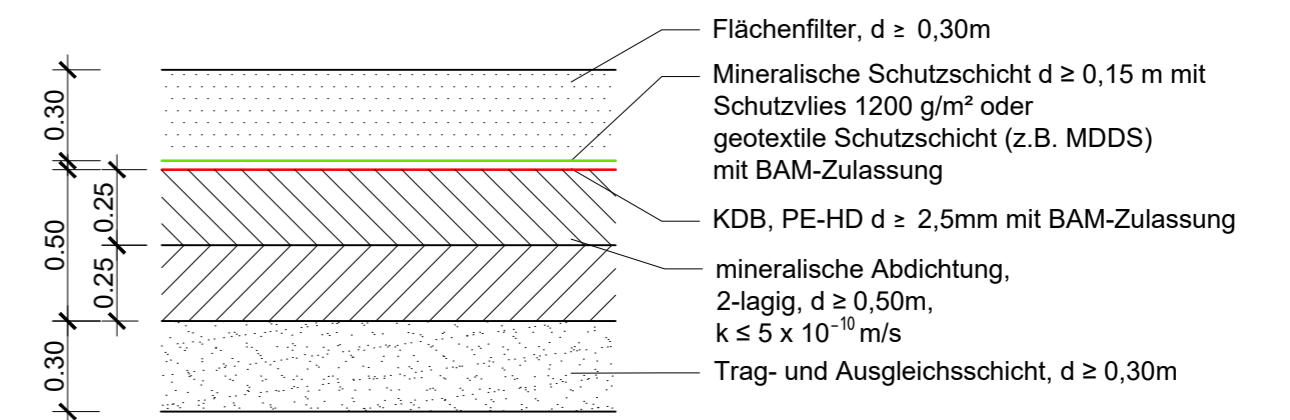 Flächenfilter, d ≥ 0,30m
Mineralische Schutzschicht d ≥ 0,15 m mit
Schutzvlies 1200 g/m² oder
geotextile Schutzschicht (z.B. MDDS)
mit BAM-Zulassung
KDB, PE-HD d ≥ 2,5mm mit BAM-Zulassung
mineralische Abdichtung,
2-lagig, d ≥ 0,50m,
k ≤ 5 x 10⁻¹⁰ m/s
Trag- und Ausgleichsschicht, d ≥ 0,30m
0.30
0.50
0.25
0.25
0.30